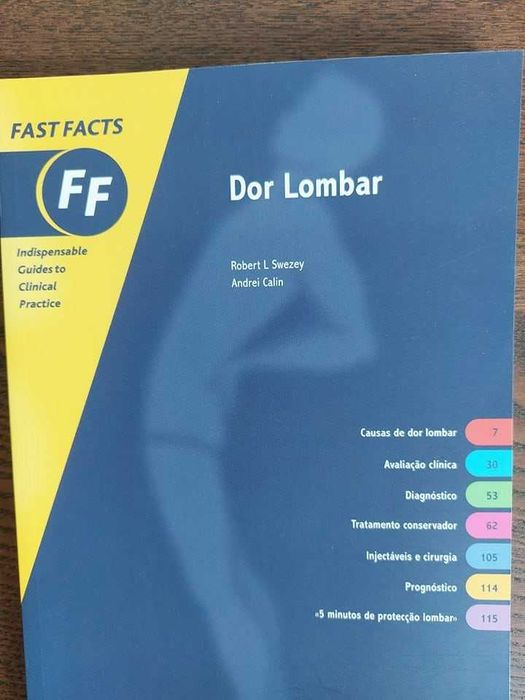 FAST FACTS
FF
Indispensable
Guides to
Clinical
Practice
Dor Lombar
Robert L Swezey
Andrei Calin
Causas de dor lombar 7
Avaliação clínica 30
Diagnóstico 53
Tratamento conservador 62
Injectáveis e cirurgia 105
Prognóstico 114
«5 minutos de protecção lombar» 115